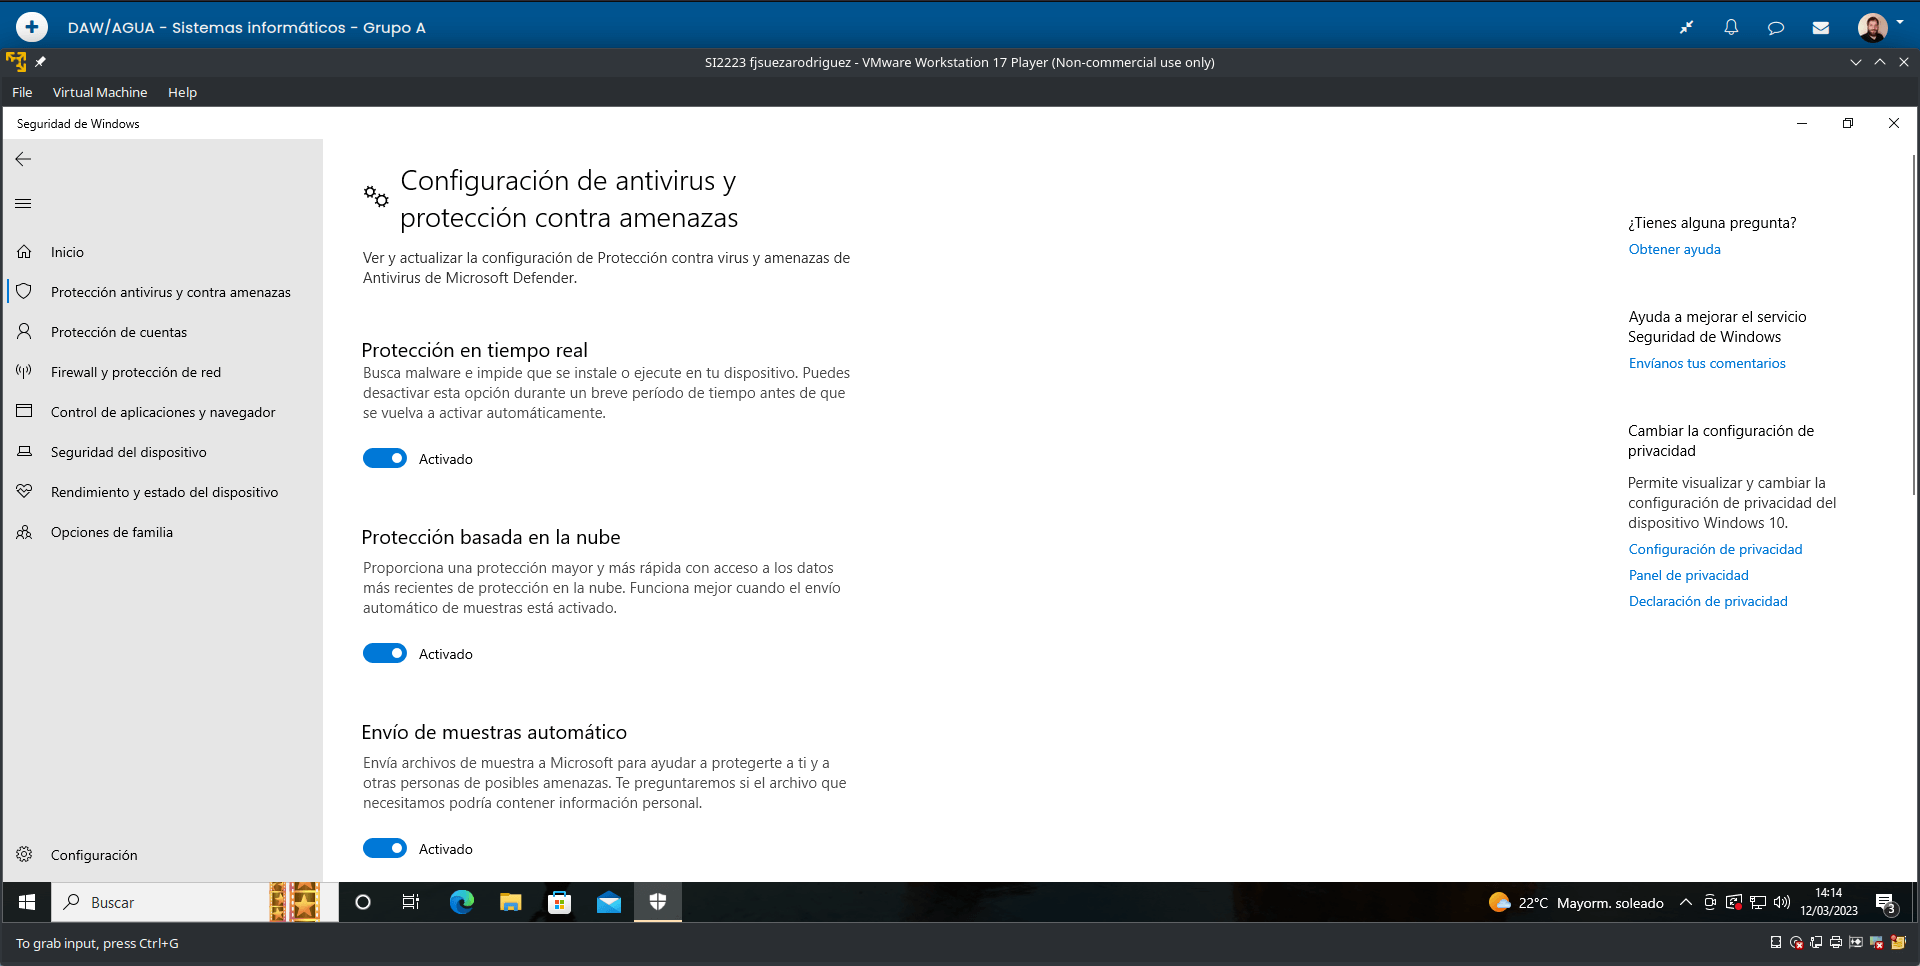 DAW/AGUA - Sistemas informáticos - Grupo A
SI2223 fjsuezarodriguez - VMware Workstation 17 Player (Non-commercial use only)
File Virtual Machine Help
Seguridad de Windows
Inicio
Protección antivirus y contra amenazas
Protección de cuentas
Firewall y protección de red
Control de aplicaciones y navegador
Seguridad del dispositivo
Rendimiento y estado del dispositivo
Opciones de familia
Configuración
Configuración de antivirus y
protección contra amenazas
Ver y actualizar la configuración de Protección contra virus y amenazas de
Antivirus de Microsoft Defender.
Protección en tiempo real
Busca malware e impide que se instale o ejecute en tu dispositivo. Puedes
desactivar esta opción durante un breve período de tiempo antes de que
se vuelva a activar automáticamente.
Activado
Protección basada en la nube
Proporciona una protección mayor y más rápida con acceso a los datos
más recientes de protección en la nube. Funciona mejor cuando el envío
automático de muestras está activado.
Activado
Envío de muestras automático
Envía archivos de muestra a Microsoft para ayudar a protegerte a ti y a
otras personas de posibles amenazas. Te preguntaremos si el archivo que
necesitamos podría contener información personal.
Activado
¿Tienes alguna pregunta?
Obtener ayuda
Ayuda a mejorar el servicio
Seguridad de Windows
Envíanos tus comentarios
Cambiar la configuración de
privacidad
Permite visualizar y cambiar la
configuración de privacidad del
dispositivo Windows 10.
Configuración de privacidad
Panel de privacidad
Declaración de privacidad
Buscar
22°C Mayorm. soleado
14:14
12/03/2023
3
To grab input, press Ctrl+G